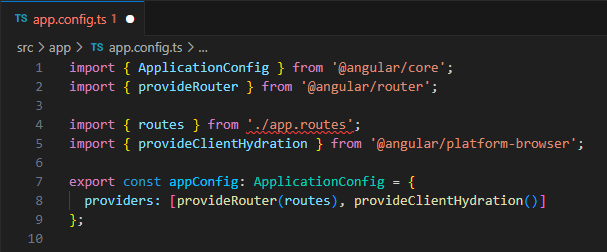 TS app.config.ts 1
src > app > TS app.config.ts > ...
1 import { ApplicationConfig } from '@angular/core';
2 import { provideRouter } from '@angular/router';
3
4 import { routes } from './app.routes';
5 import { provideClientHydration } from '@angular/platform-browser';
6
7 export const appConfig: ApplicationConfig = {
8   providers: [provideRouter(routes), provideClientHydration()]
9 };
10